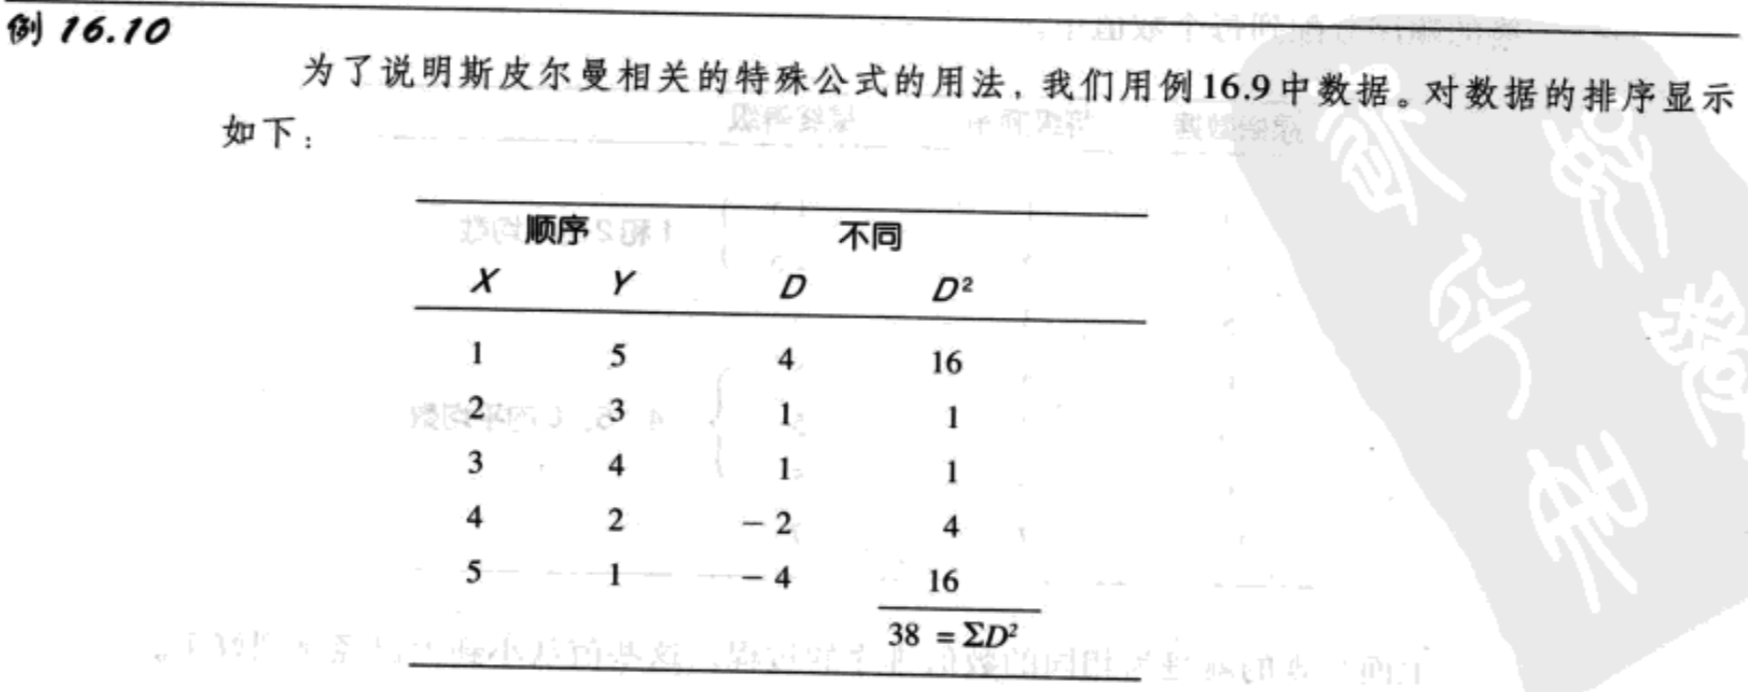 例 16.10
为了说明斯皮尔曼相关的特殊公式的用法，我们用例16.9中数据。对数据的排序显示
如下：
顺序 不同
X Y D D²
1 5 4 16
2 3 1 1
3 4 1 1
4 2 －2 4
5 1 －4 16
38 = ΣD²